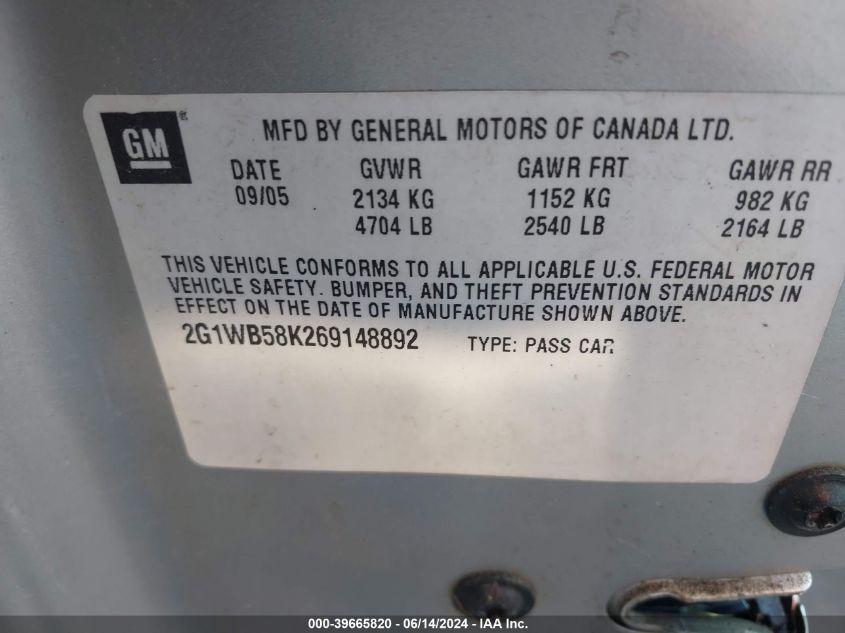 GM®
MFD BY GENERAL MOTORS OF CANADA LTD.
DATE GVWR GAWR FRT GAWR RR
09/05 2134 KG 1152 KG 982 KG
4704 LB 2540 LB 2164 LB
THIS VEHICLE CONFORMS TO ALL APPLICABLE U.S. FEDERAL MOTOR
VEHICLE SAFETY. BUMPER, AND THEFT PREVENTION STANDARDS IN
EFFECT ON THE DATE OF MANUFACTURE SHOWN ABOVE.
2G1WB58K269148892 TYPE: PASS CAR
000-39665820 - 06/14/2024 - IAA Inc.